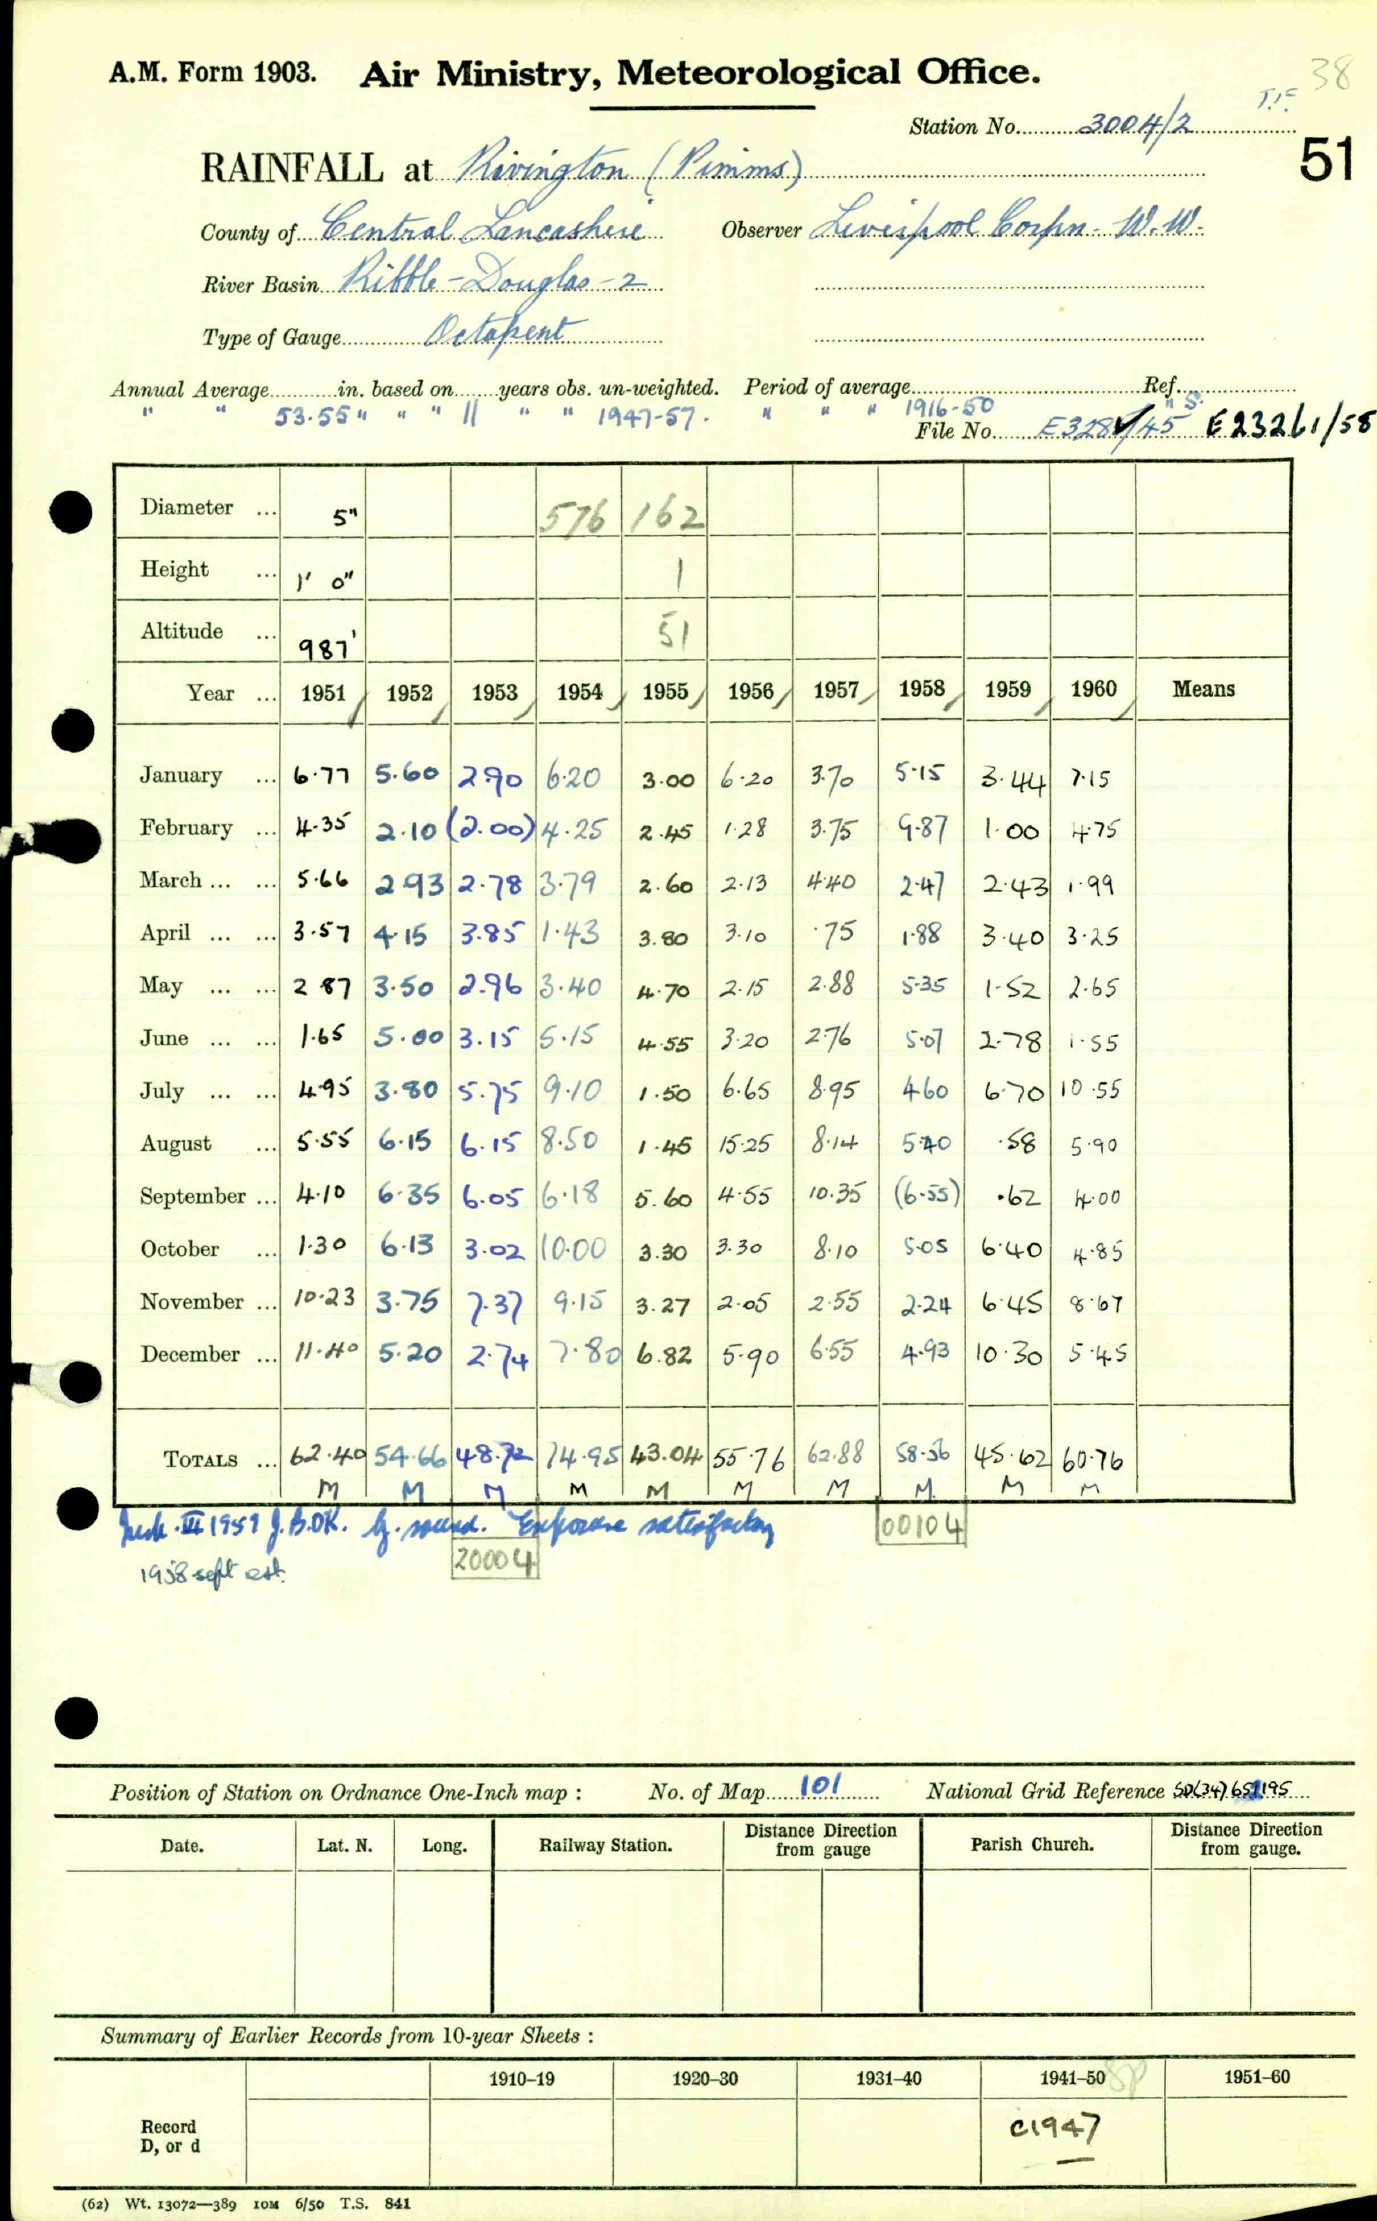 38
A.M. Form 1903. Air Ministry, Meteorological Office.
T.F.
Station No. 3004/2
51
RAINFALL at Rivington (Pimms)
County of Central Lancashire Observer Liverpool Corpn. W.W.
River Basin Ribble-Douglas-2
Type of Gauge Octapent
Annual Average in. based on years obs. un-weighted. Period of average Ref.
" " 53.55 " " " 11 " " 1947-57. " " " 1916-50 " S.
File No. E328 /45 E23261/58
Diameter ... 5" 576 162
Height ... 1' 0" 1
Altitude ... 987' 51
Year ... 1951 1952 1953 1954 1955 1956 1957 1958 1959 1960 Means
January ... 6.77 5.60 2.90 6.20 3.00 6.20 3.70 5.15 3.44 7.15
February ... 4.35 2.10 (2.00) 4.25 2.45 1.28 3.75 9.87 1.00 4.75
March ... ... 5.66 2.93 2.78 3.79 2.60 2.13 4.40 2.47 2.43 1.99
April ... ... 3.57 4.15 3.85 1.43 3.80 3.10 .75 1.88 3.40 3.25
May ... ... 2 87 3.50 2.96 3.40 4.70 2.15 2.88 5.35 1.52 2.65
June ... ... 1.65 5.00 3.15 5.15 4.55 3.20 2.76 5.07 2.78 1.55
July ... ... 4.95 3.80 5.75 9.10 1.50 6.65 8.95 4.60 6.70 10.55
August ... 5.55 6.15 6.15 8.50 1.45 15.25 8.14 5.40 .58 5.90
September ... 4.10 6.35 6.05 6.18 5.60 4.55 10.35 (6.55) .62 4.00
October ... 1.30 6.13 3.02 10.00 3.30 3.30 8.10 5.05 6.40 4.85
November ... 10.23 3.75 7.37 9.15 3.27 2.05 2.55 2.24 6.45 8.67
December ... 11.40 5.20 2.74 7.80 6.82 5.90 6.55 4.93 10.30 5.45
TOTALS ... 62.40 54.66 48.72 74.95 43.04 55.76 62.88 58.56 45.62 60.76
M M M M M M M M M M
Insd. III 1959 J.B.OK. G. sound. Exposure satisfactory
00104
20004
1958 sept est.
Position of Station on Ordnance One-Inch map : No. of Map 101 National Grid Reference SD(34) 195
Date. Lat. N. Long. Railway Station. Distance Direction from gauge Parish Church. Distance Direction from gauge.
Summary of Earlier Records from 10-year Sheets :
1910–19 1920–30 1931–40 1941–50 1951–60
Record
D, or d
c1947
(62) Wt. 13072—389 10M 6/50 T.S. 841